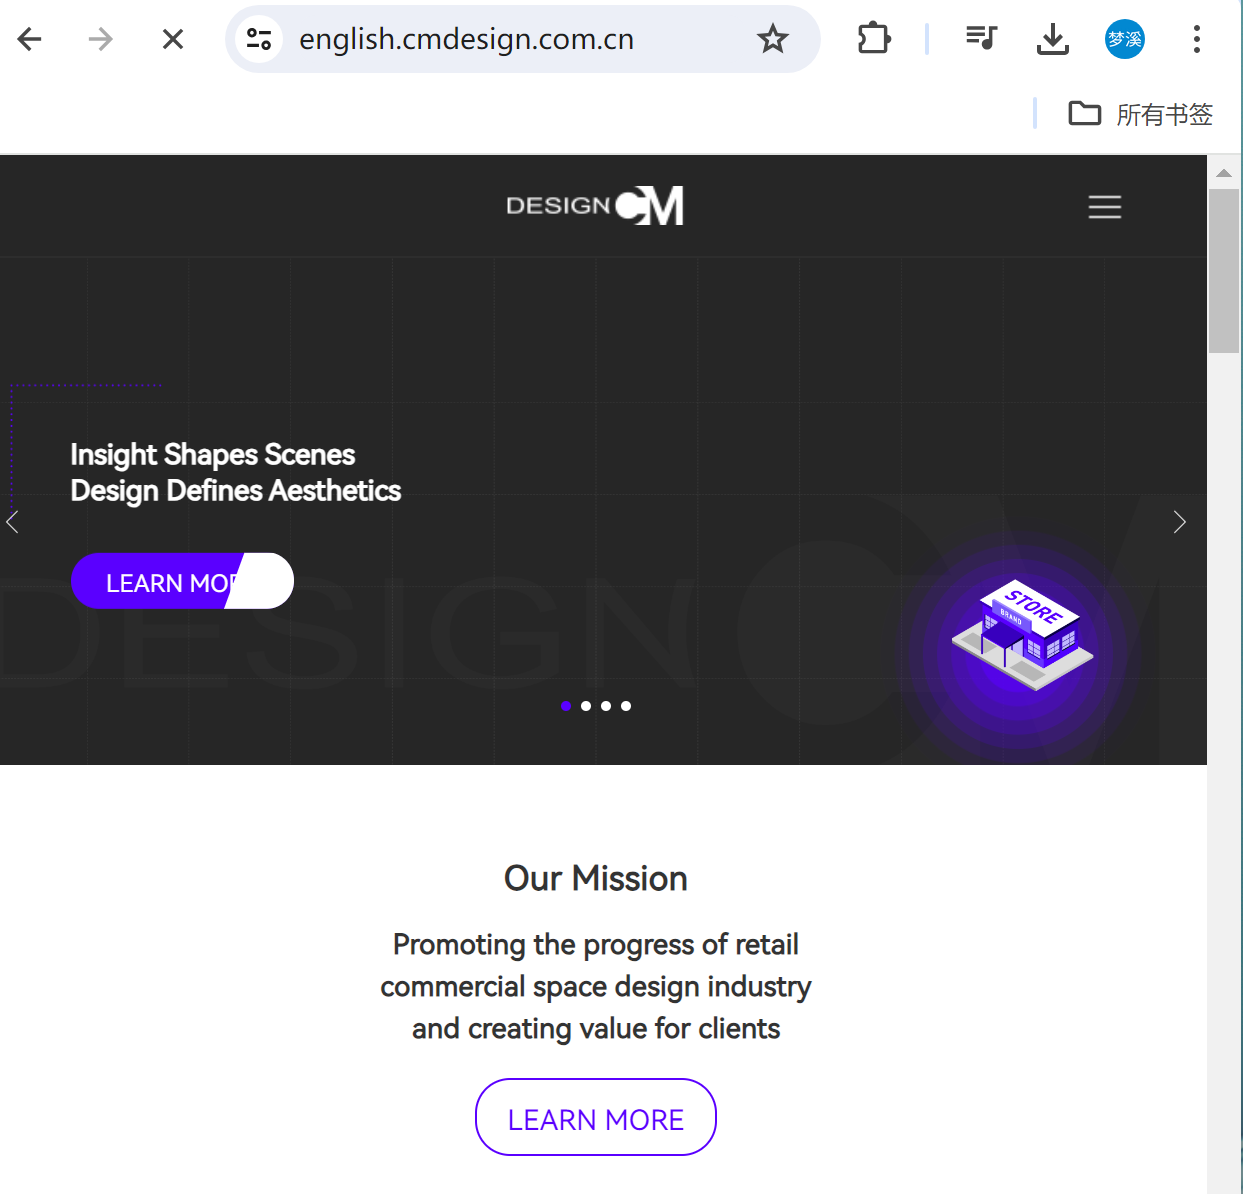 english.cmdesign.com.cn
梦溪
所有书签
DESIGN CM
Insight Shapes Scenes
Design Defines Aesthetics
LEARN MOR
DESIGN CM
STORE
BRAND
Our Mission
Promoting the progress of retail
commercial space design industry
and creating value for clients
LEARN MORE